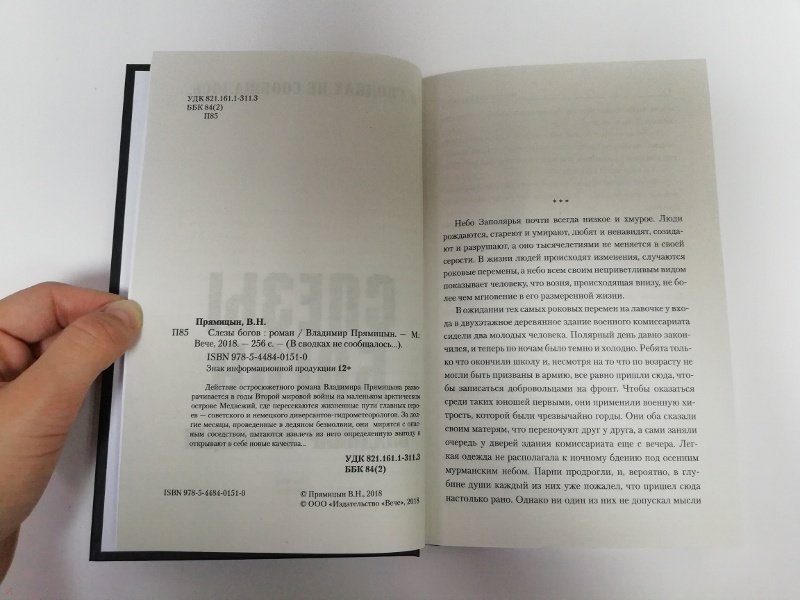 УДК 821.161.1-311.3
ББК 84(2)
П85
СЛЕЗЫ
Прямицын, В.Н.
П85 Слезы богов : роман / Владимир Прямицын. — М.
Вече, 2018. — 256 с. — (В сводках не сообщалось...).
ISBN 978-5-4484-0151-0
Знак информационной продукции 12+
Действие остросюжетного романа Владимира Прямицына разво-
рачивается в годы Второй мировой войны на маленьком арктическом
острове Медвежий, где пересекаются жизненные пути главных геро-
ев — советского и немецкого диверсантов-гидрометеорологов. За дол-
гие месяцы, проведенные в ледяном безмолвии, они мирятся с опас-
ным соседством, пытаются извлечь из него определенную выгоду и
открывают в себе новые качества...
УДК 821.161.1-311.3
ББК 84(2)
ISBN 978-5-4484-0151-0
© Прямицын В.Н., 2018
© ООО «Издательство «Вече», 2018
* * *
Небо Заполярья почти всегда низкое и хмурое. Люди
рождаются, стареют и умирают, любят и ненавидят, созида-
ют и разрушают, а оно тысячелетиями не меняется в своей
серости. В жизни людей происходят изменения, случаются
роковые перемены, а небо всем своим неприветливым видом
показывает человеку, что возня, происходящая внизу, не бо-
лее чем мгновение в его размеренной жизни.
В ожидании тех самых роковых перемен на лавочке у вхо-
да в двухэтажное деревянное здание военного комиссариата
сидели два молодых человека. Полярный день давно закон-
чился, и теперь по ночам было темно и холодно. Ребята толь-
ко что окончили школу и, несмотря на то что по возрасту не
могли быть призваны в армию, все равно пришли сюда, что-
бы записаться добровольцами на фронт. Чтобы оказаться
среди таких юношей первыми, они применили военную хи-
трость, которой были чрезвычайно горды. Они оба сказали
своим матерям, что переночуют друг у друга, а сами заняли
очередь у дверей здания комиссариата еще с вечера. Лег-
кая одежда не располагала к ночному бдению под осенним
мурманским небом. Парни продрогли, и, вероятно, в глу-
бине души каждый из них уже пожалел, что пришел сюда
настолько рано. Однако ни один из них не допускал мысли